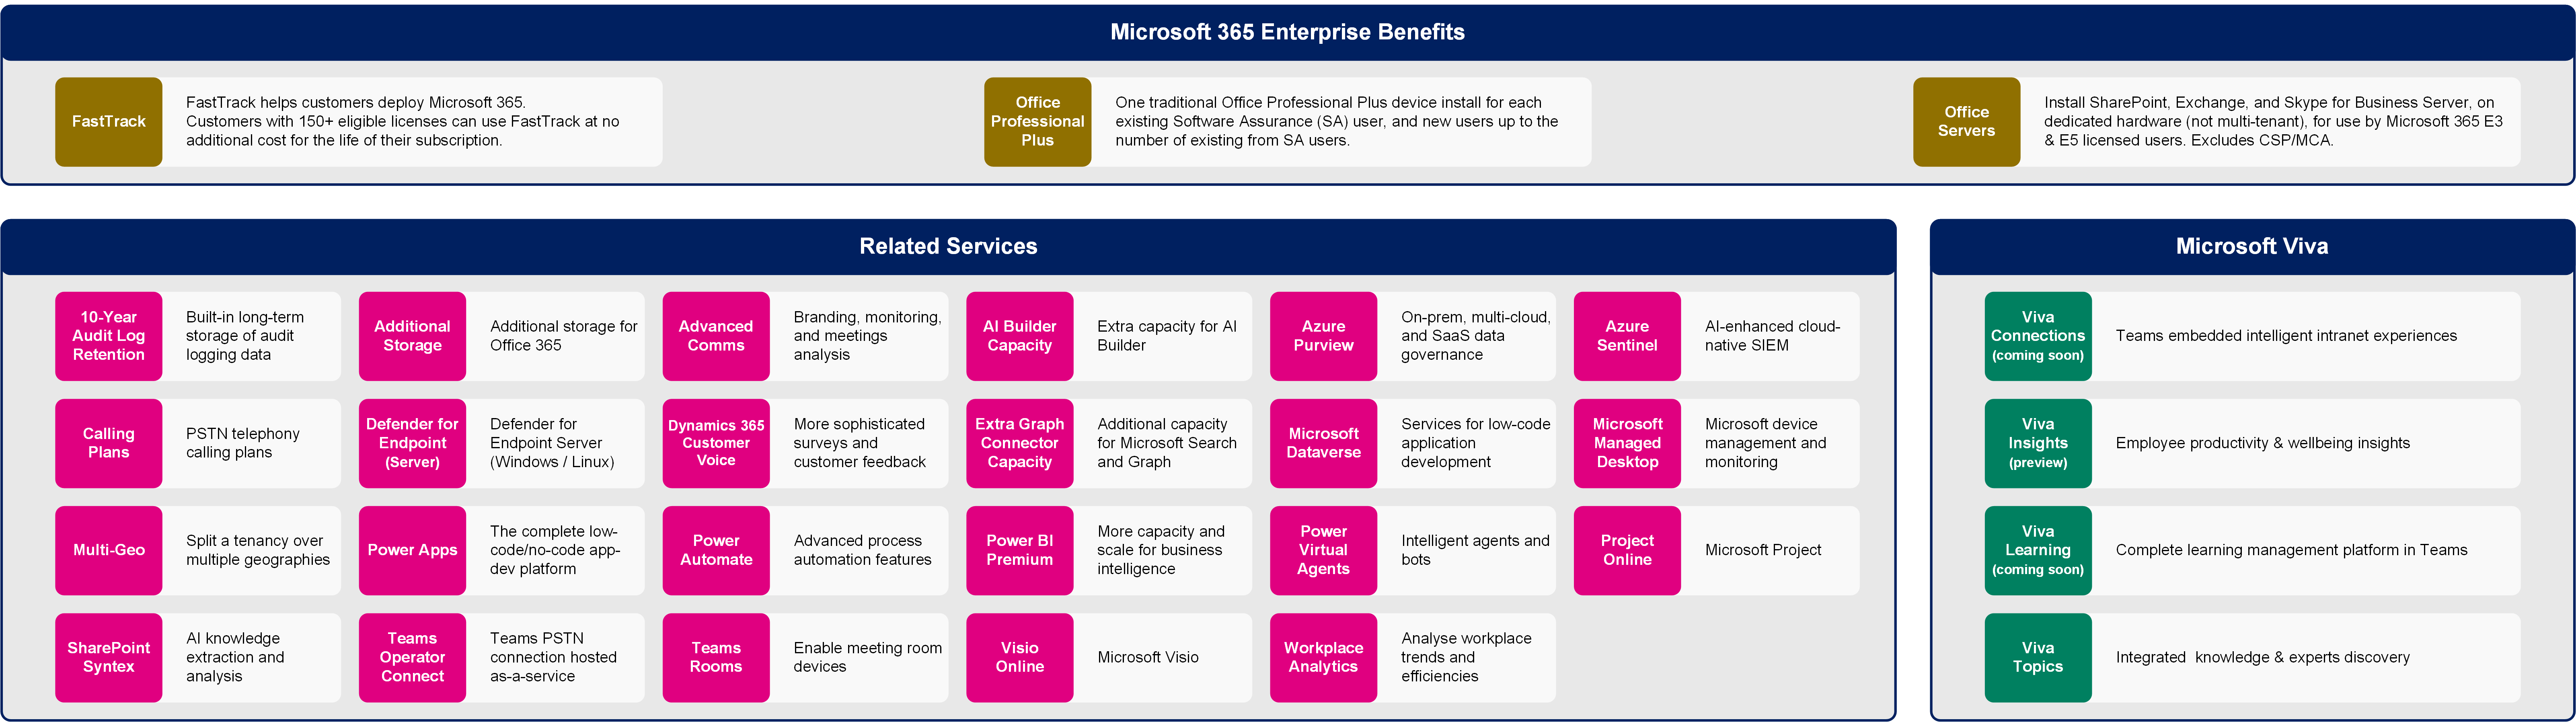 Microsoft 365 Enterprise Benefits
FastTrack
FastTrack helps customers deploy Microsoft 365.
Customers with 150+ eligible licenses can use FastTrack at no
additional cost for the life of their subscription.
Office
Professional
Plus
One traditional Office Professional Plus device install for each
existing Software Assurance (SA) user, and new users up to the
number of existing from SA users.
Office
Servers
Install SharePoint, Exchange, and Skype for Business Server, on
dedicated hardware (not multi-tenant), for use by Microsoft 365 E3
& E5 licensed users. Excludes CSP/MCA.
Related Services
10-Year
Audit Log
Retention
Built-in long-term
storage of audit
logging data
Additional
Storage
Additional storage for
Office 365
Advanced
Comms
Branding, monitoring,
and meetings
analysis
AI Builder
Capacity
Extra capacity for AI
Builder
Azure
Purview
On-prem, multi-cloud,
and SaaS data
governance
Azure
Sentinel
AI-enhanced cloud-
native SIEM
Calling
Plans
PSTN telephony
calling plans
Defender for
Endpoint
(Server)
Defender for
Endpoint Server
(Windows / Linux)
Dynamics 365
Customer
Voice
More sophisticated
surveys and
customer feedback
Extra Graph
Connector
Capacity
Additional capacity
for Microsoft Search
and Graph
Microsoft
Dataverse
Services for low-code
application
development
Microsoft
Managed
Desktop
Microsoft device
management and
monitoring
Multi-Geo
Split a tenancy over
multiple geographies
Power Apps
The complete low-
code/no-code app-
dev platform
Power
Automate
Advanced process
automation features
Power BI
Premium
More capacity and
scale for business
intelligence
Power
Virtual
Agents
Intelligent agents and
bots
Project
Online
Microsoft Project
SharePoint
Syntex
AI knowledge
extraction and
analysis
Teams
Operator
Connect
Teams PSTN
connection hosted
as-a-service
Teams
Rooms
Enable meeting room
devices
Visio
Online
Microsoft Visio
Workplace
Analytics
Analyse workplace
trends and
efficiencies
Microsoft Viva
Viva
Connections
(coming soon)
Teams embedded intelligent intranet experiences
Viva
Insights
(preview)
Employee productivity & wellbeing insights
Viva
Learning
(coming soon)
Complete learning management platform in Teams
Viva
Topics
Integrated  knowledge & experts discovery